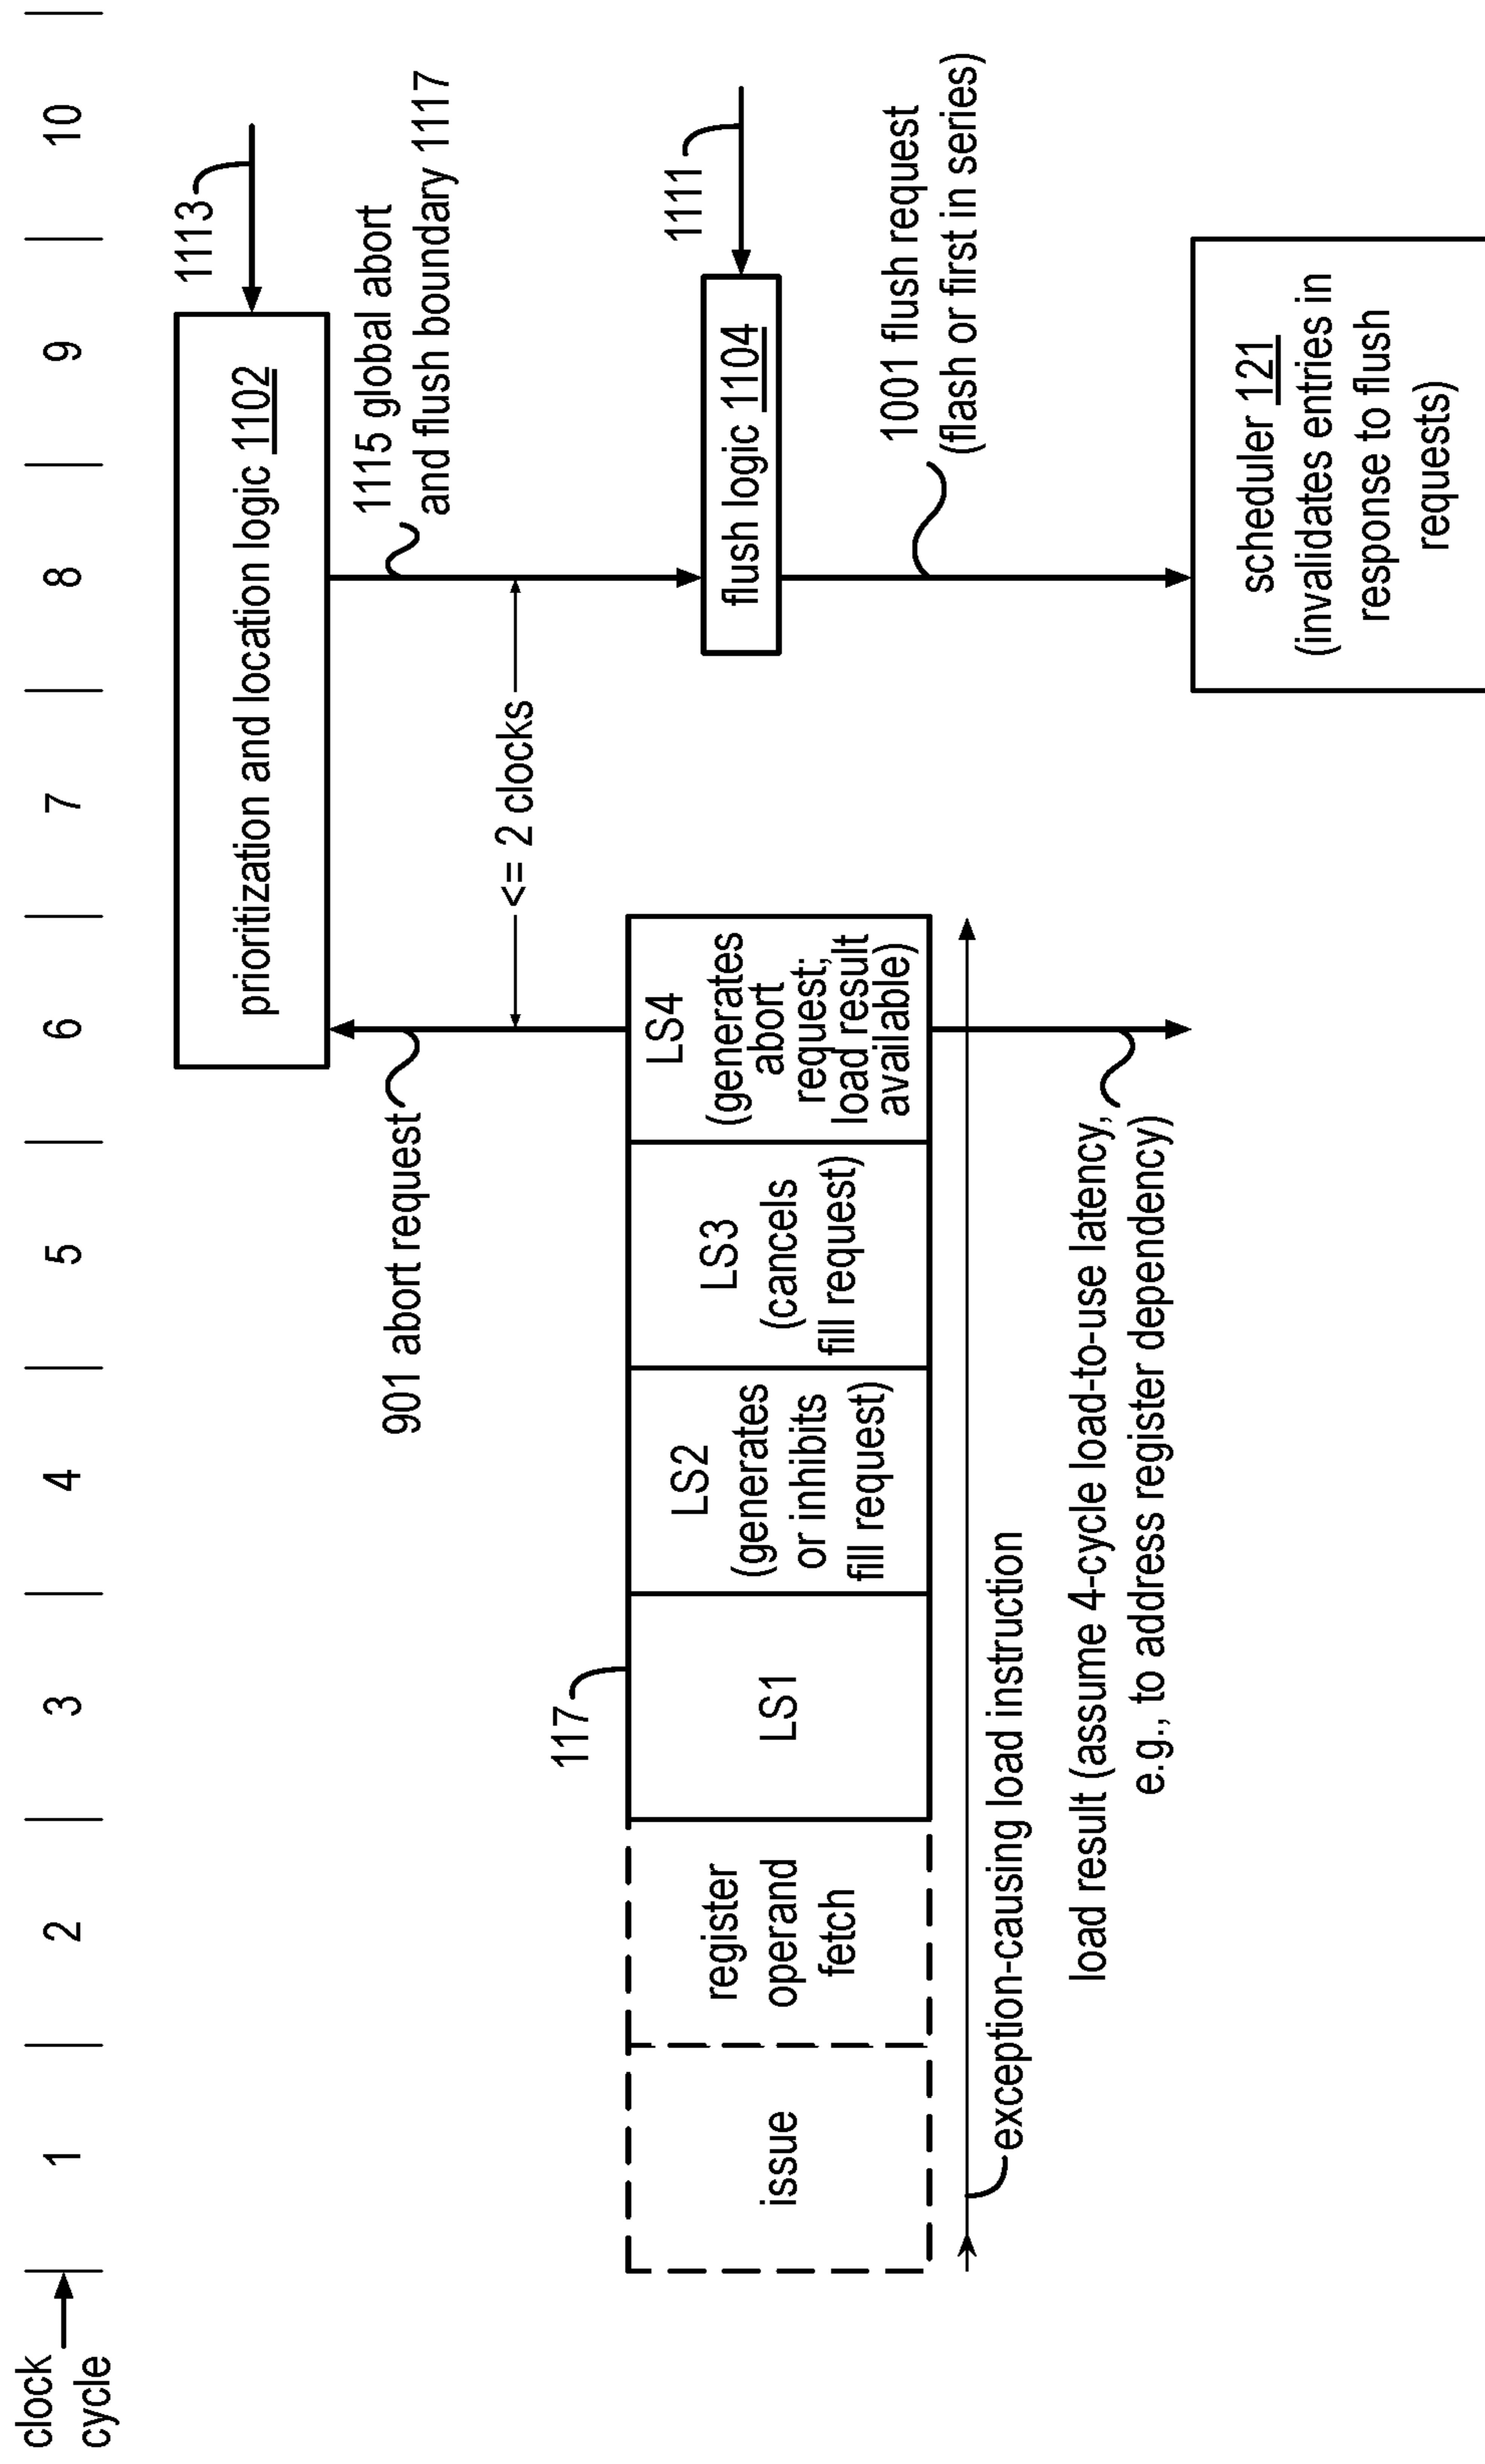 clock
cycle
1
2
3
4
5
6
7
8
9
10
prioritization and location logic 1102
1113
901 abort request
1115 global abort
and flush boundary 1117
<= 2 clocks
117
issue
register
operand
fetch
LS1
LS2
(generates
or inhibits
fill request)
LS3
(cancels
fill request)
LS4
(generates
abort
request;
load result
available)
flush logic 1104
1111
exception-causing load instruction
1001 flush request
(flash or first in series)
load result (assume 4-cycle load-to-use latency,
e.g., to address register dependency)
scheduler 121
(invalidates entries in
response to flush
requests)